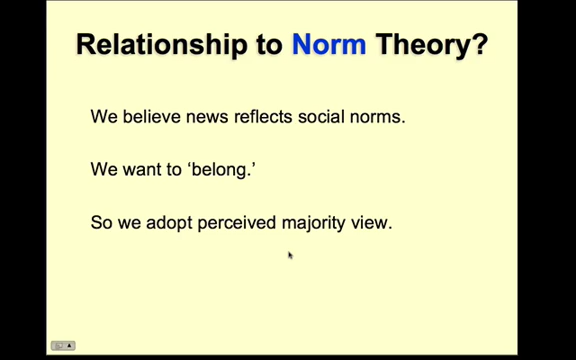 Relationship to Norm Theory?
We believe news reflects social norms.
We want to ‘belong.’
So we adopt perceived majority view.